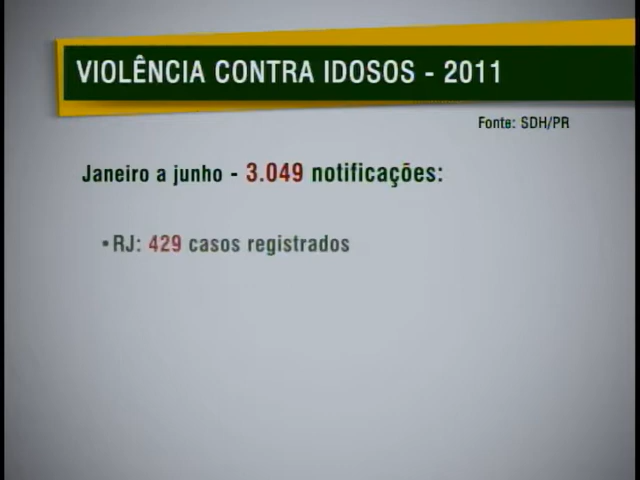 VIOLÊNCIA CONTRA IDOSOS - 2011
Fonte: SDH/PR
Janeiro a junho - 3.049 notificações:
• RJ: 429 casos registrados